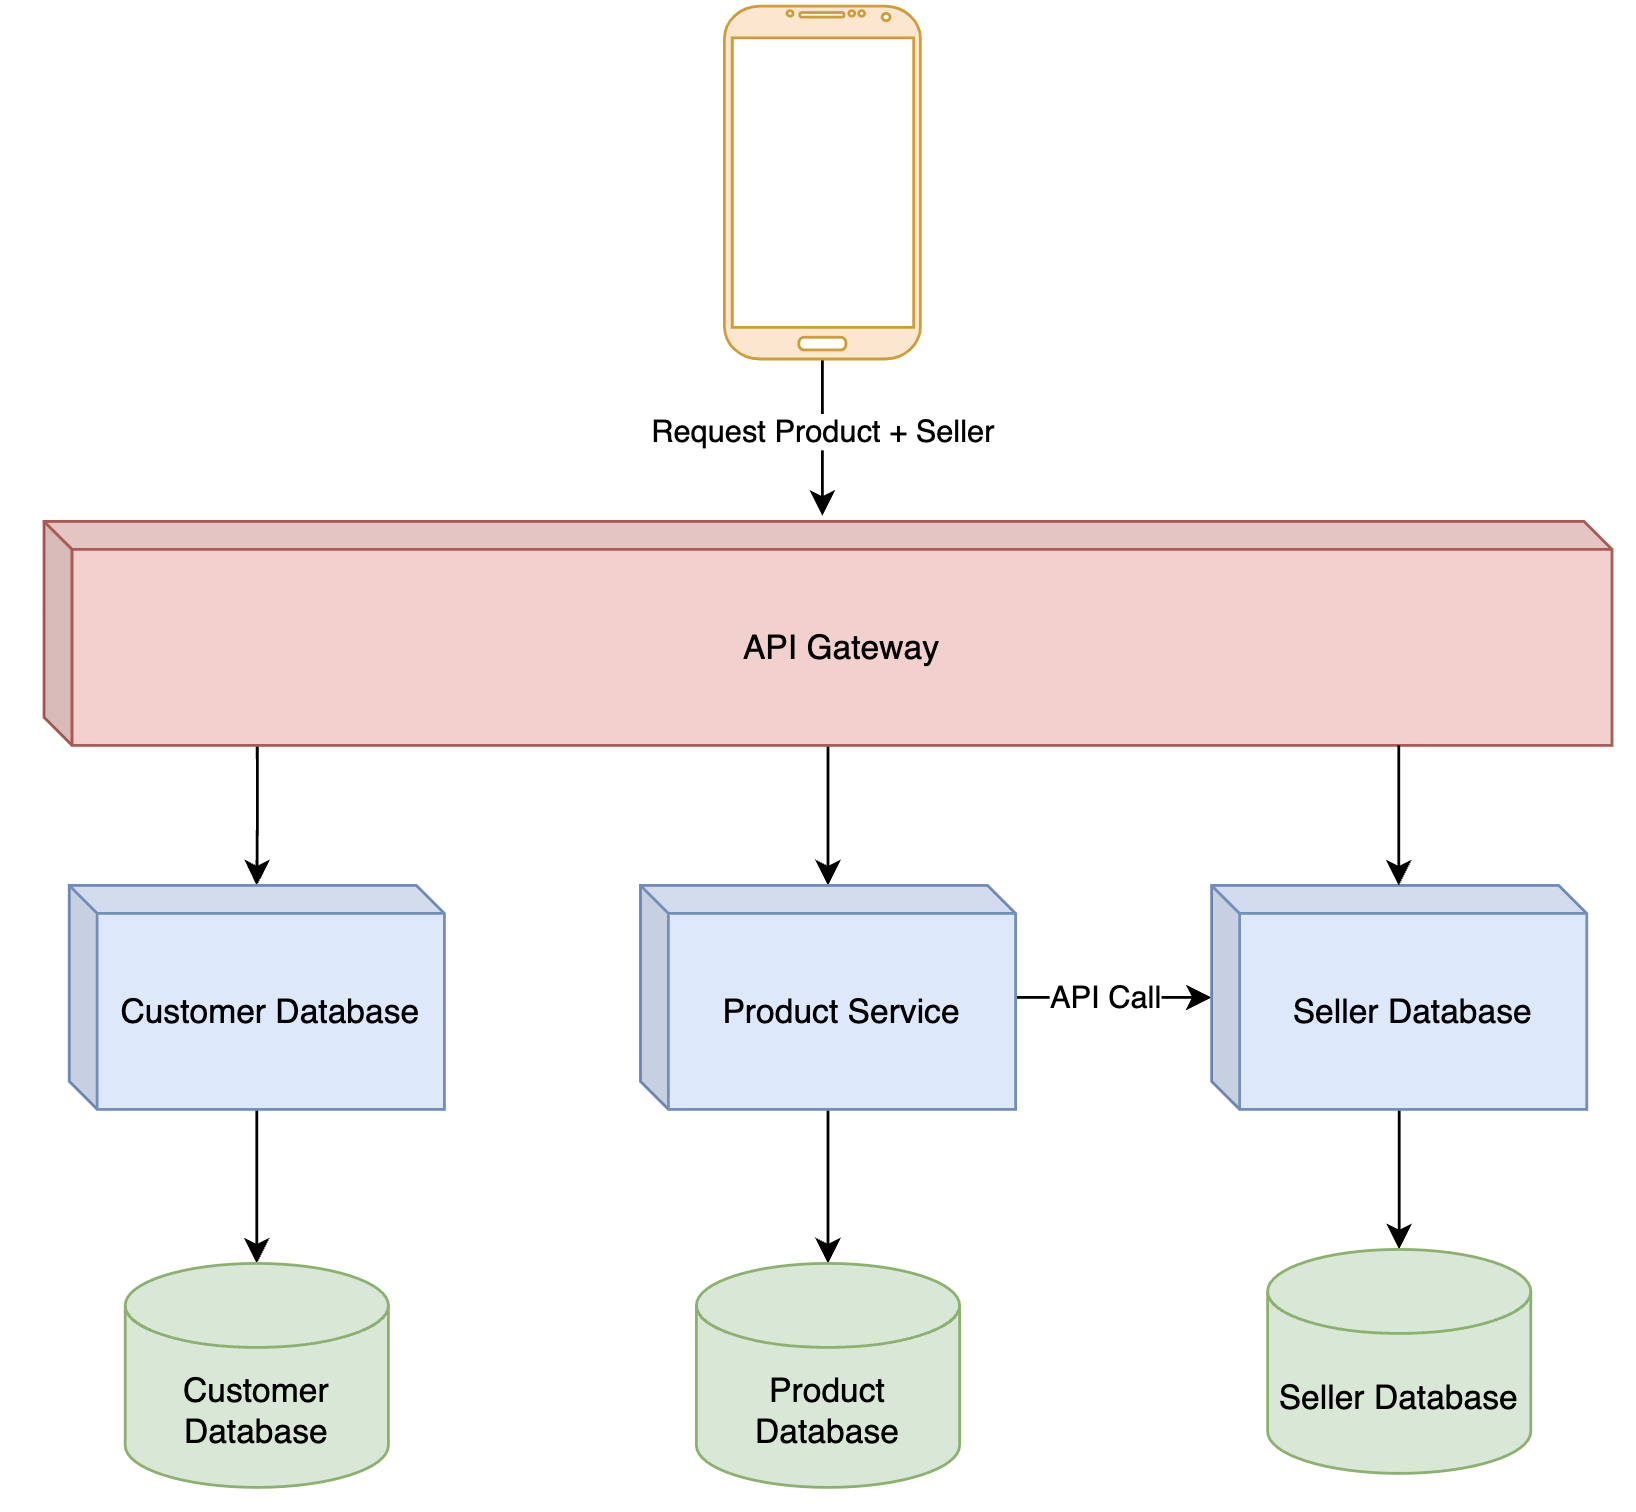 Request Product + Seller
API Gateway
Customer Database
Product Service
API Call
Seller Database
Customer
Database
Product
Database
Seller Database